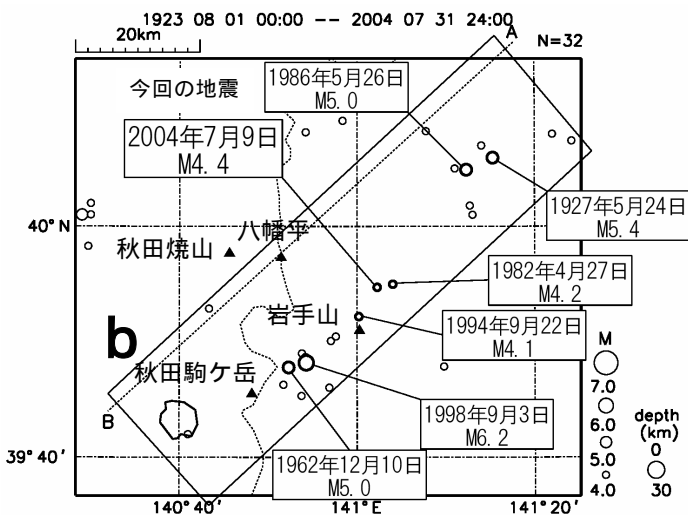 1923 08 01 00:00 -- 2004 07 31 24:00
20km
A
N=32
今回の地震
1986年5月26日
M5.0
2004年7月9日
M4.4
1927年5月24日
M5.4
40°N
八幡平
秋田焼山
1982年4月27日
M4.2
岩手山
1994年9月22日
M4.1
b
秋田駒ケ岳
B
1998年9月3日
M6.2
1962年12月10日
M5.0
39°40'
140°40'
141°E
141°20'
M
7.0
6.0
5.0
4.0
depth
(km)
0
30